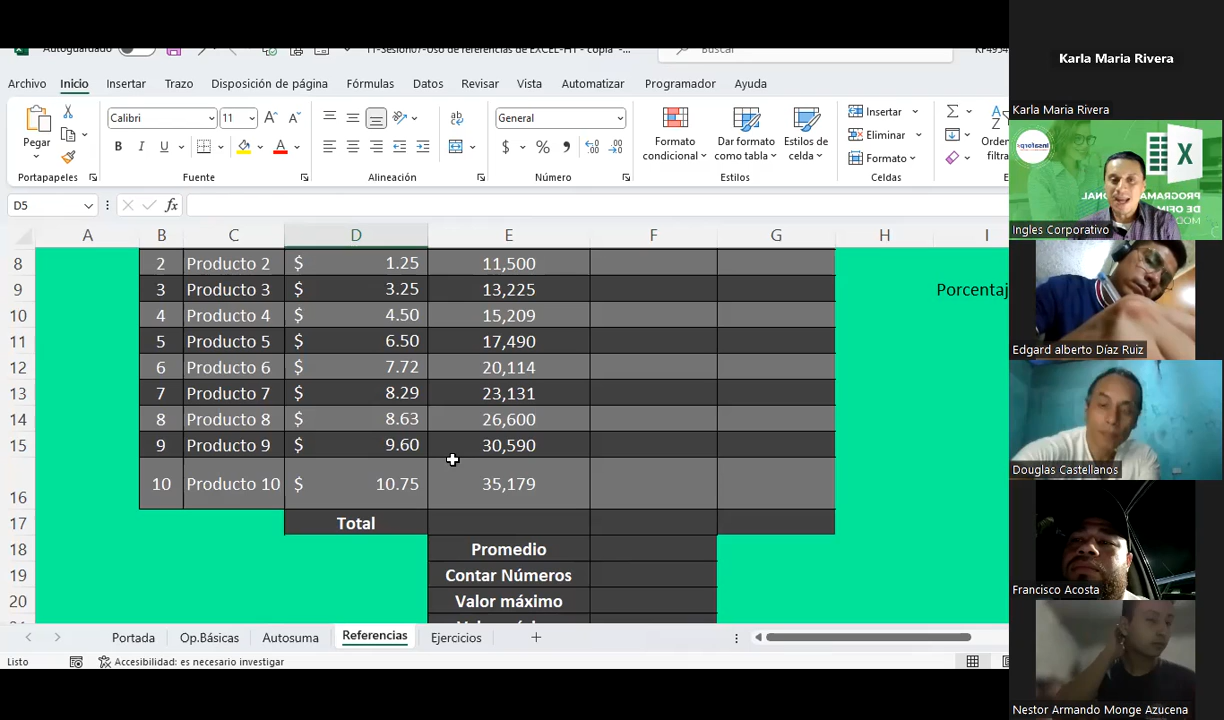 Autoguardado
11-Sesion07-Uso de referencias de EXCEL-H1 - copia -...
Buscar
Archivo Inicio Insertar Trazo Disposición de página Fórmulas Datos Revisar Vista Automatizar Programador Ayuda
Pegar
Calibri 11
General
Formato condicional
Dar formato como tabla
Estilos de celda
Insertar
Eliminar
Formato
Orden
filtra
Portapapeles Fuente Alineación Número Estilos Celdas
D5 fx
A B C D E F G H I
8 2 Producto 2 $ 1.25 11,500
9 3 Producto 3 $ 3.25 13,225 Porcentaj
10 4 Producto 4 $ 4.50 15,209
11 5 Producto 5 $ 6.50 17,490
12 6 Producto 6 $ 7.72 20,114
13 7 Producto 7 $ 8.29 23,131
14 8 Producto 8 $ 8.63 26,600
15 9 Producto 9 $ 9.60 30,590
16 10 Producto 10 $ 10.75 35,179
17 Total
18 Promedio
19 Contar Números
20 Valor máximo
Portada Op.Básicas Autosuma Referencias Ejercicios
Listo Accesibilidad: es necesario investigar
Karla Maria Rivera
Karla Maria Rivera
insaforp
PROGRAMA
DE OFI
Ingles Corporativo
Edgard alberto Díaz Ruiz
Douglas Castellanos
Francisco Acosta
Nestor Armando Monge Azucena